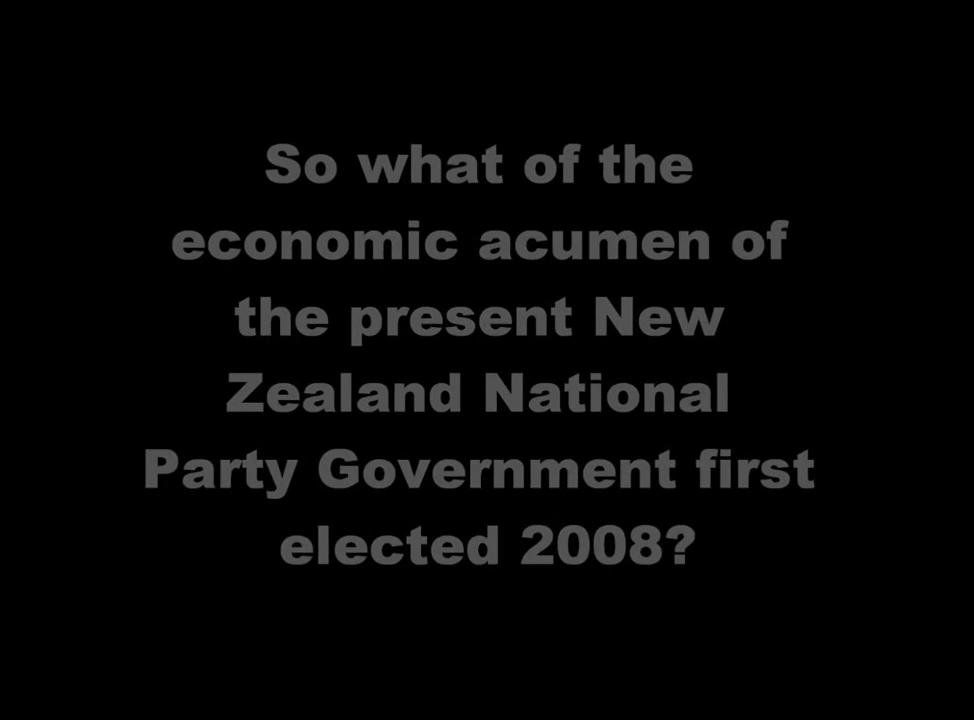 So what of the
economic acumen of
the present New
Zealand National
Party Government first
elected 2008?